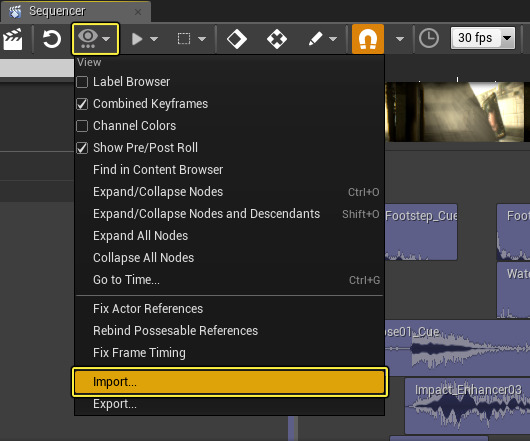 Sequencer
30 fps
View
Label Browser
Combined Keyframes
Channel Colors
Show Pre/Post Roll
Find in Content Browser
Expand/Collapse Nodes Ctrl+O
Expand/Collapse Nodes and Descendants Shift+O
Footstep_Cue Foot
Expand All Nodes
Collapse All Nodes
Go to Time... Ctrl+G
Wate
Fix Actor References
Rebind Possesable References
ose01_Cue
Fix Frame Timing
Import...
Impact_Enhancer03
Export...